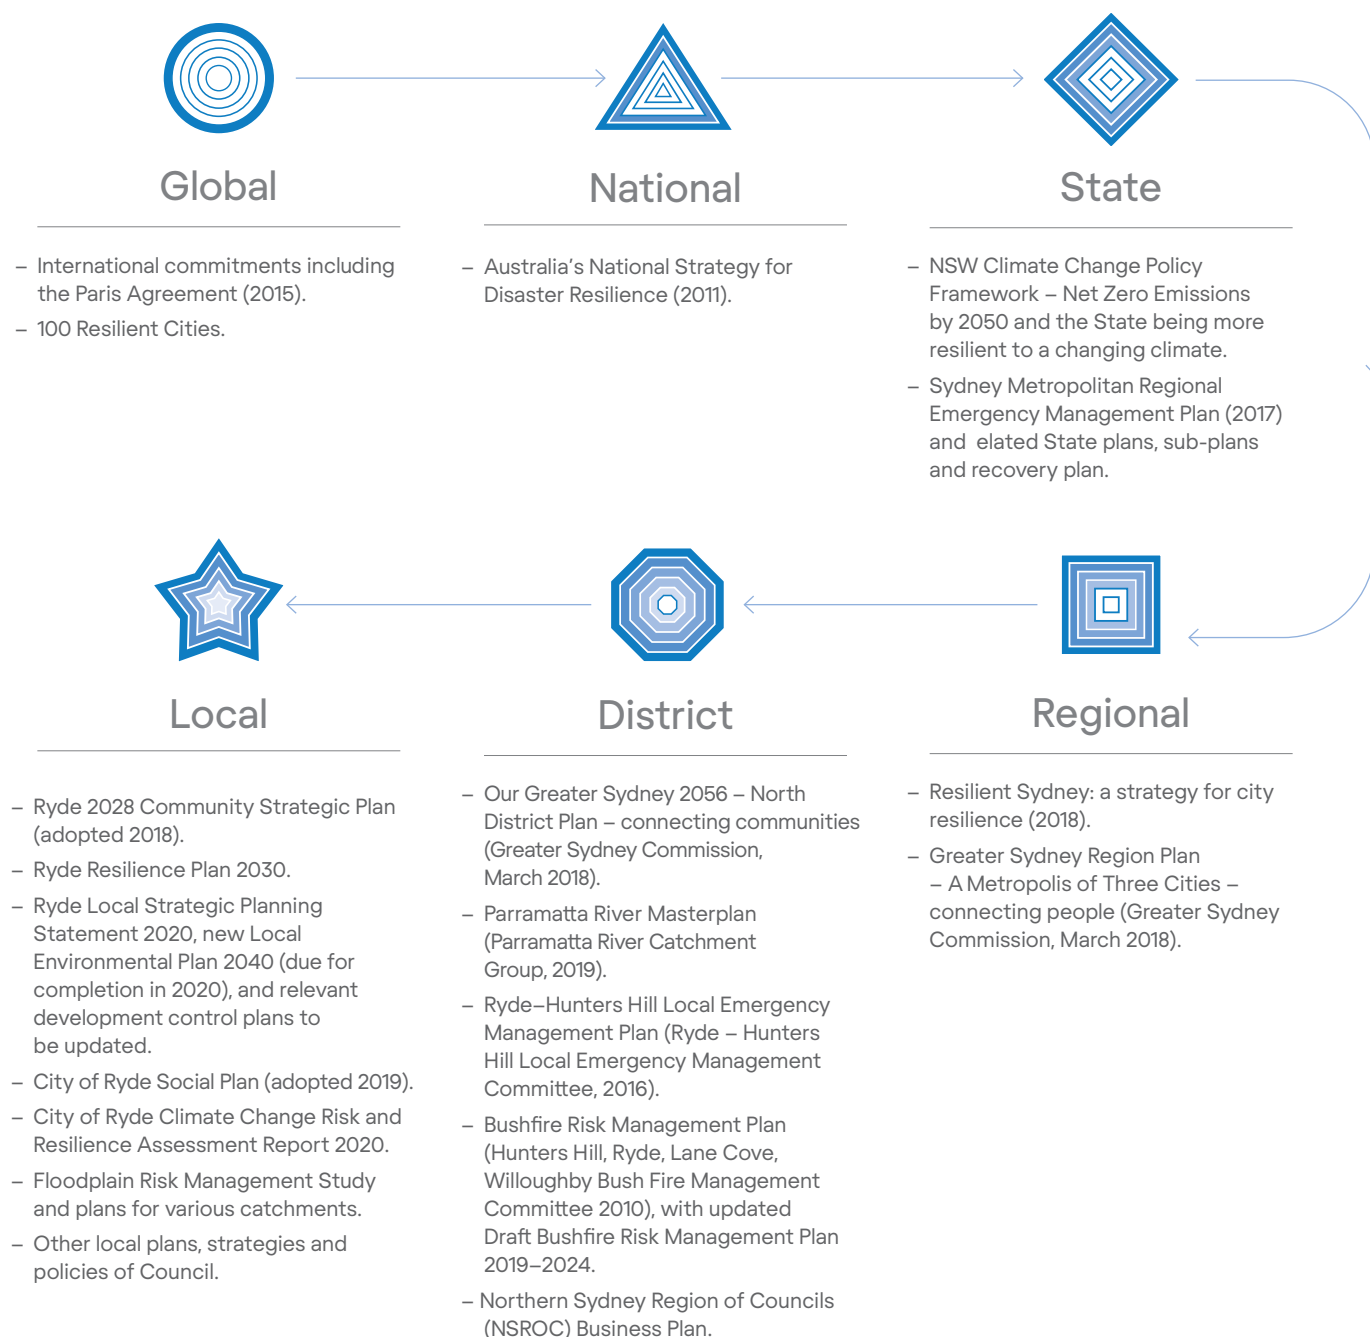 Global
– International commitments including
the Paris Agreement (2015).
– 100 Resilient Cities.
National
– Australia’s National Strategy for
Disaster Resilience (2011).
State
– NSW Climate Change Policy
Framework – Net Zero Emissions
by 2050 and the State being more
resilient to a changing climate.
– Sydney Metropolitan Regional
Emergency Management Plan (2017)
and elated State plans, sub-plans
and recovery plan.
Regional
– Resilient Sydney: a strategy for city
resilience (2018).
– Greater Sydney Region Plan
– A Metropolis of Three Cities –
connecting people (Greater Sydney
Commission, March 2018).
District
– Our Greater Sydney 2056 – North
District Plan – connecting communities
(Greater Sydney Commission,
March 2018).
– Parramatta River Masterplan
(Parramatta River Catchment
Group, 2019).
– Ryde–Hunters Hill Local Emergency
Management Plan (Ryde – Hunters
Hill Local Emergency Management
Committee, 2016).
– Bushfire Risk Management Plan
(Hunters Hill, Ryde, Lane Cove,
Willoughby Bush Fire Management
Committee 2010), with updated
Draft Bushfire Risk Management Plan
2019–2024.
– Northern Sydney Region of Councils
(NSROC) Business Plan.
Local
– Ryde 2028 Community Strategic Plan
(adopted 2018).
– Ryde Resilience Plan 2030.
– Ryde Local Strategic Planning
Statement 2020, new Local
Environmental Plan 2040 (due for
completion in 2020), and relevant
development control plans to
be updated.
– City of Ryde Social Plan (adopted 2019).
– City of Ryde Climate Change Risk and
Resilience Assessment Report 2020.
– Floodplain Risk Management Study
and plans for various catchments.
– Other local plans, strategies and
policies of Council.